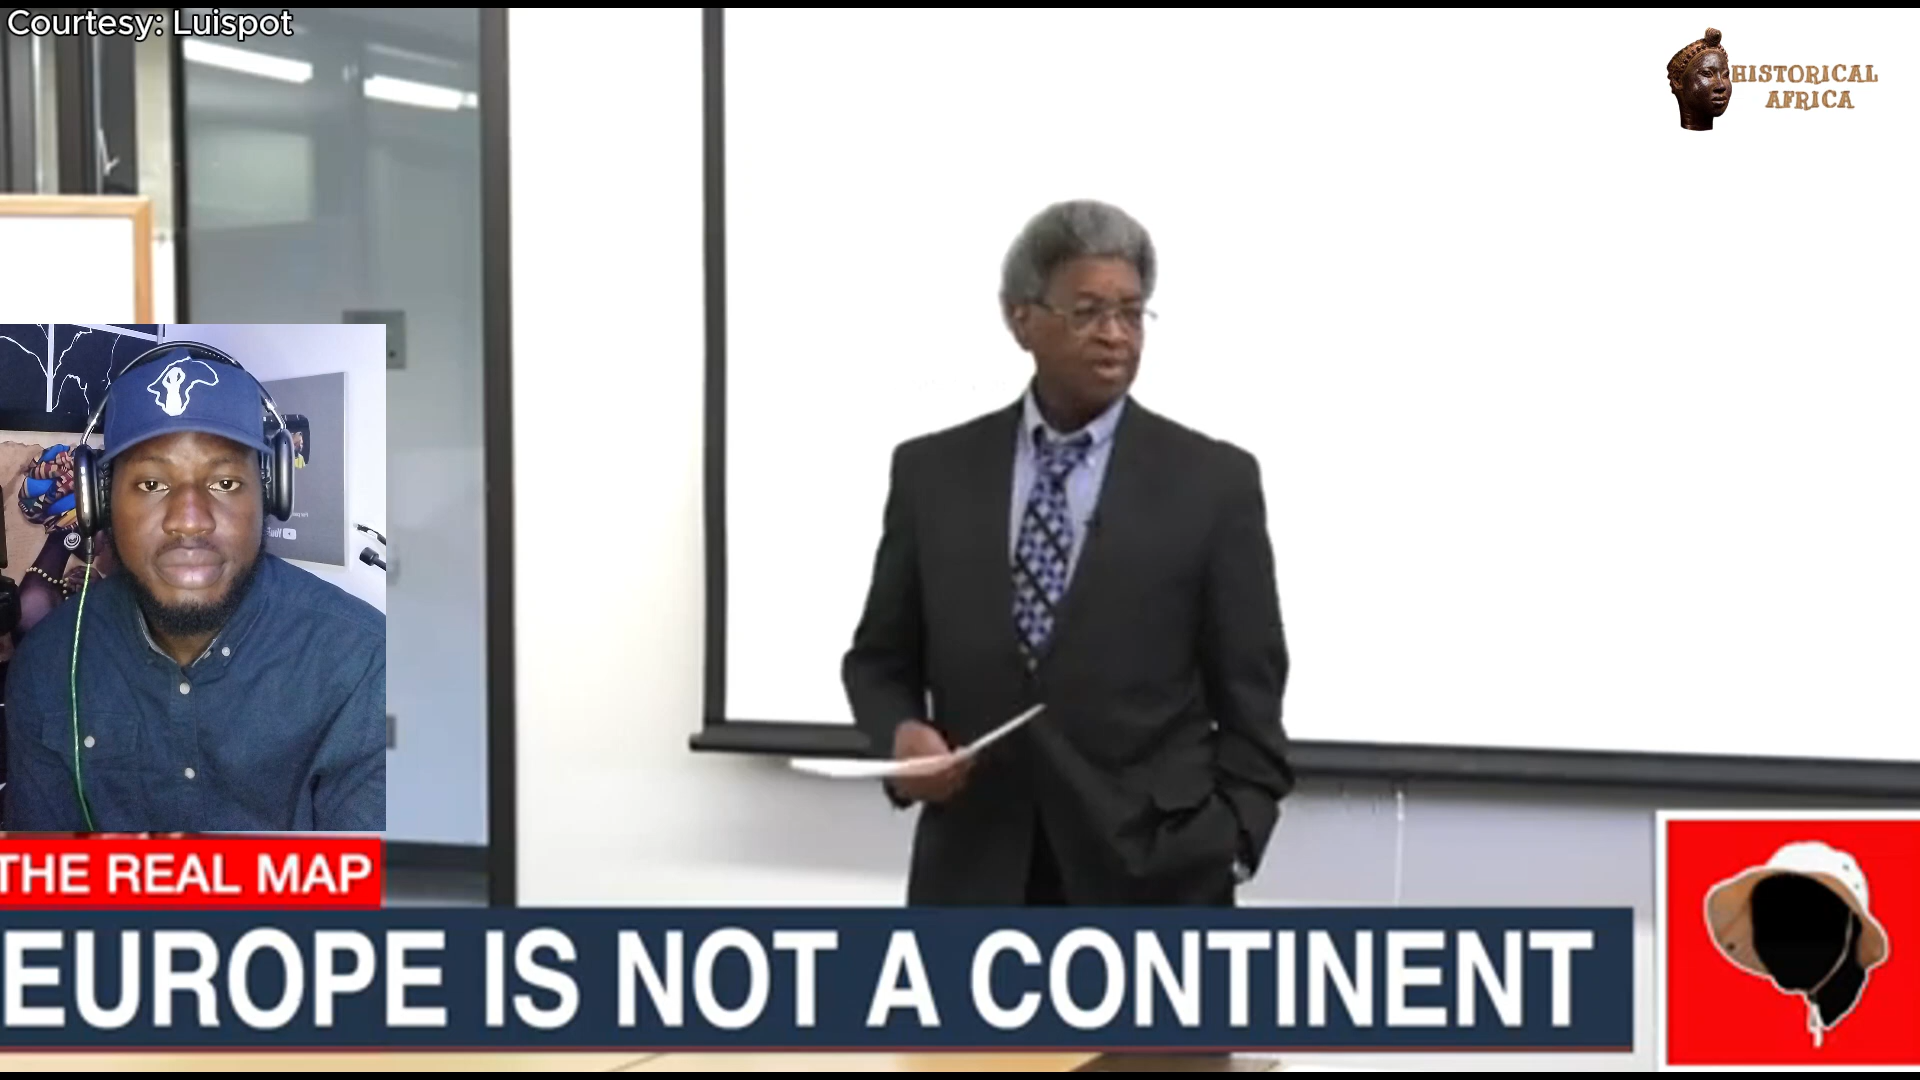 Courtesy: Luispot
HISTORICAL
AFRICA
THE REAL MAP
EUROPE IS NOT A CONTINENT